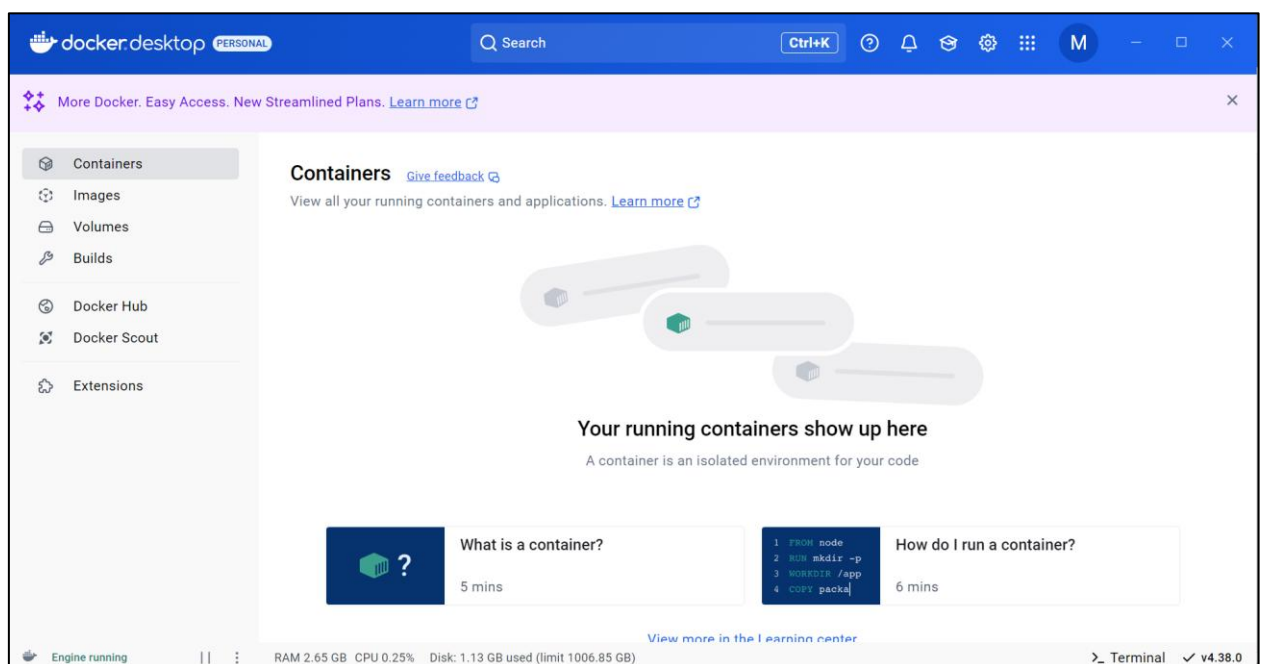 docker.desktop PERSONAL Search Ctrl+K M
More Docker. Easy Access. New Streamlined Plans. Learn more
Containers
Images
Volumes
Builds
Docker Hub
Docker Scout
Extensions
Containers Give feedback
View all your running containers and applications. Learn more
Your running containers show up here
A container is an isolated environment for your code
?
What is a container?
5 mins
1 FROM node
2 RUN mkdir -p
3 WORKDIR /app
4 COPY packa
How do I run a container?
6 mins
View more in the Learning center
Engine running RAM 2.65 GB CPU 0.25% Disk: 1.13 GB used (limit 1006.85 GB) >_ Terminal v4.38.0